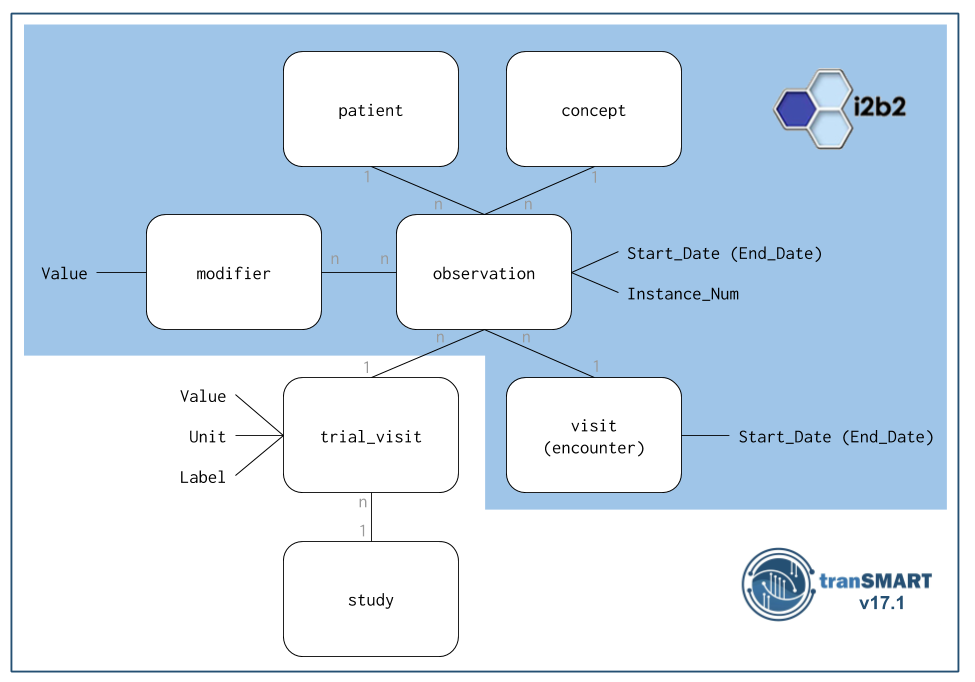 patient
concept
i2b2
1
1
n
n
Value
modifier
n
n
observation
Start_Date (End_Date)
Instance_Num
n
n
1
1
Value
Unit
Label
trial_visit
visit
(encounter)
Start_Date (End_Date)
n
1
study
tranSMART
v17.1